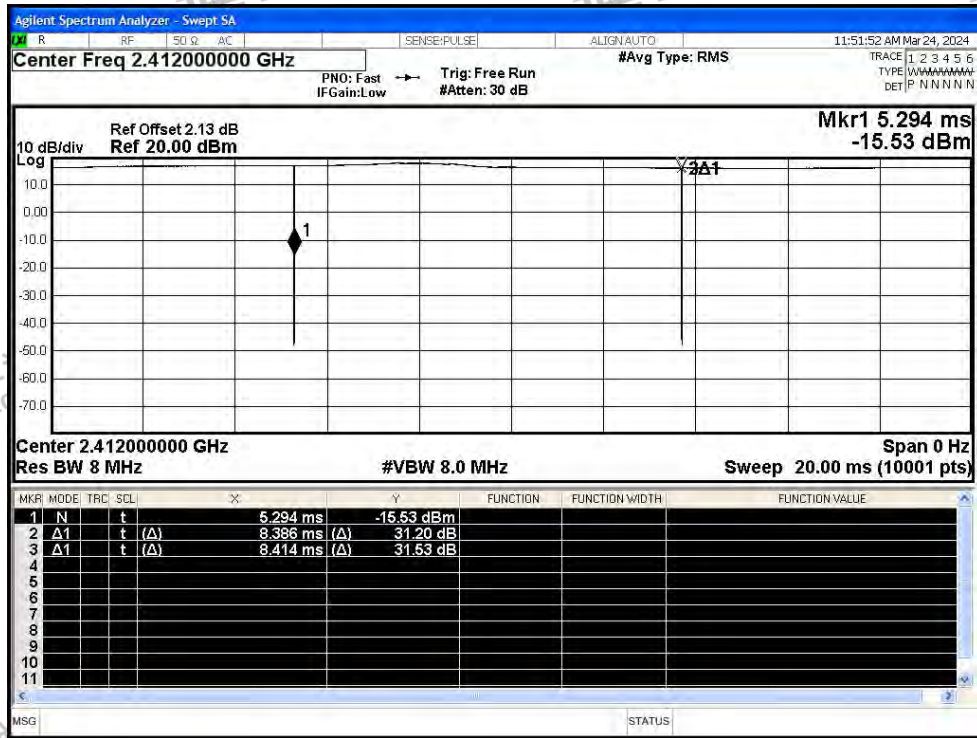 Agilent Spectrum Analyzer - Swept SA
LXI R RF 50 Ω AC SENSE:PULSE ALIGN AUTO 11:51:52 AM Mar 24, 2024
Center Freq 2.412000000 GHz #Avg Type: RMS TRACE 1 2 3 4 5 6
PNO: Fast Trig: Free Run TYPE WWWWWW
IFGain:Low #Atten: 30 dB DET P N N N N N
Mkr1 5.294 ms
Ref Offset 2.13 dB
10 dB/div Ref 20.00 dBm -15.53 dBm
Log
3Δ1
10.0
0.00
1
-10.0
-20.0
-30.0
-40.0
-50.0
-60.0
-70.0
Center 2.412000000 GHz Span 0 Hz
Res BW 8 MHz #VBW 8.0 MHz Sweep 20.00 ms (10001 pts)
MKR MODE TRC SCL X Y FUNCTION FUNCTION WIDTH FUNCTION VALUE
1 N t 5.294 ms -15.53 dBm
2 Δ1 t (Δ) 8.386 ms (Δ) 31.20 dB
3 Δ1 t (Δ) 8.414 ms (Δ) 31.53 dB
4
5
6
7
8
9
10
11
MSG STATUS